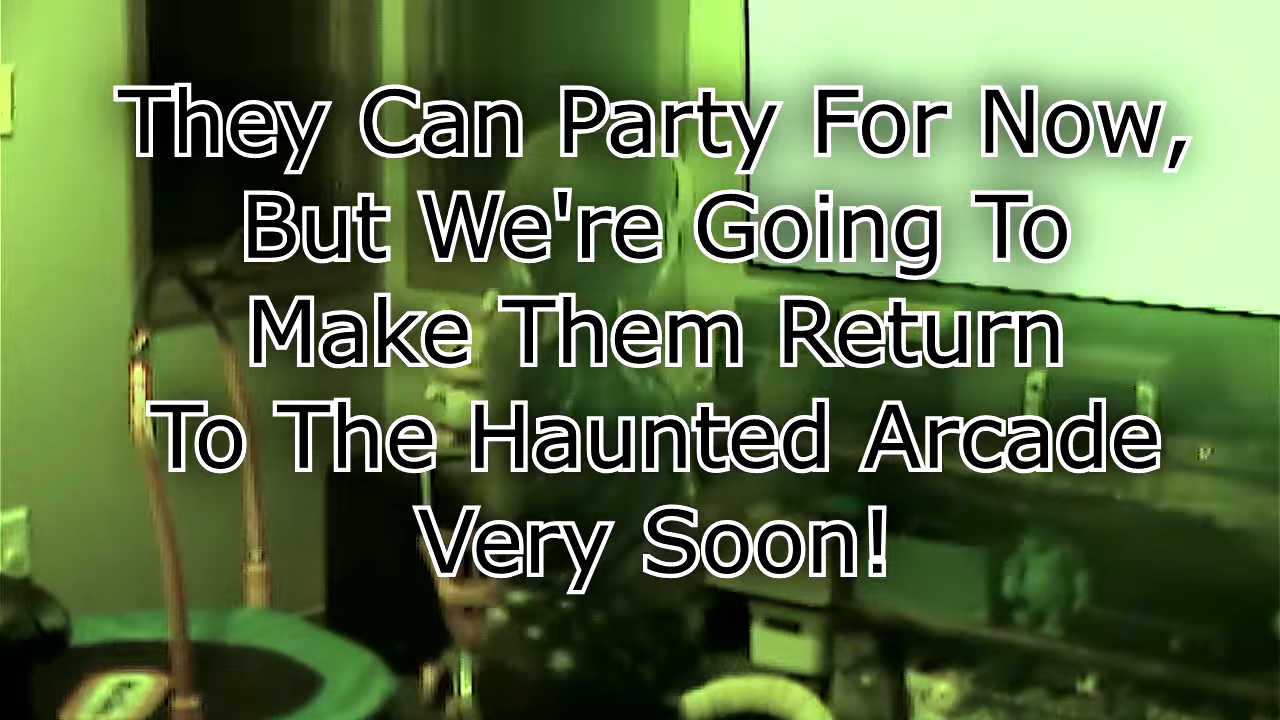 They Can Party For Now,
But We're Going To
Make Them Return
To The Haunted Arcade
Very Soon!